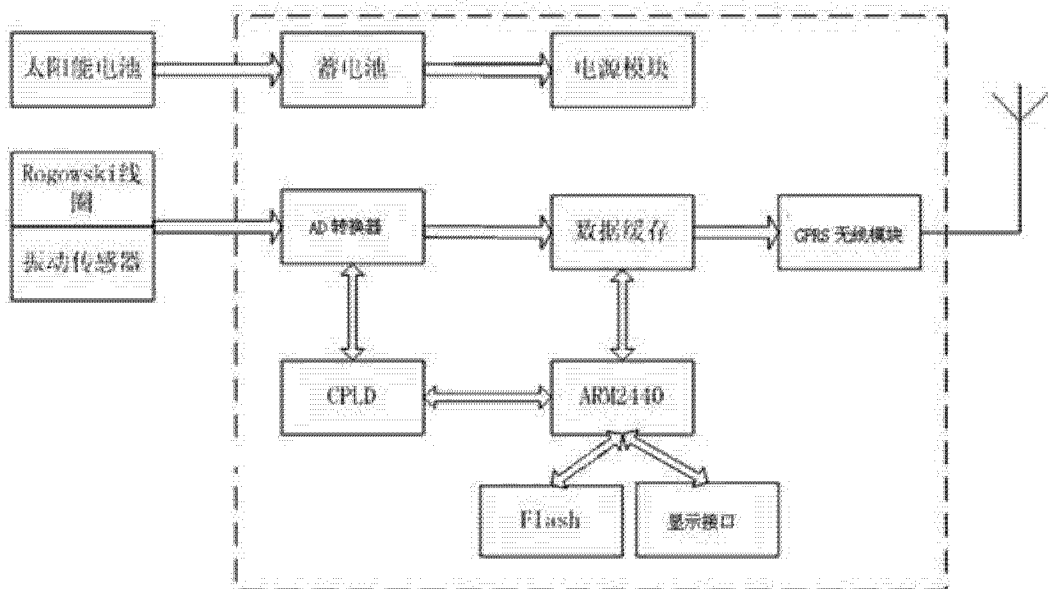 太阳能电池
蓄电池
电源模块
Rogowski线
圈
振动传感器
AD 转换器
数据缓存
GPRS 无线模块
CPLD
ARM2440
Flash
显示接口